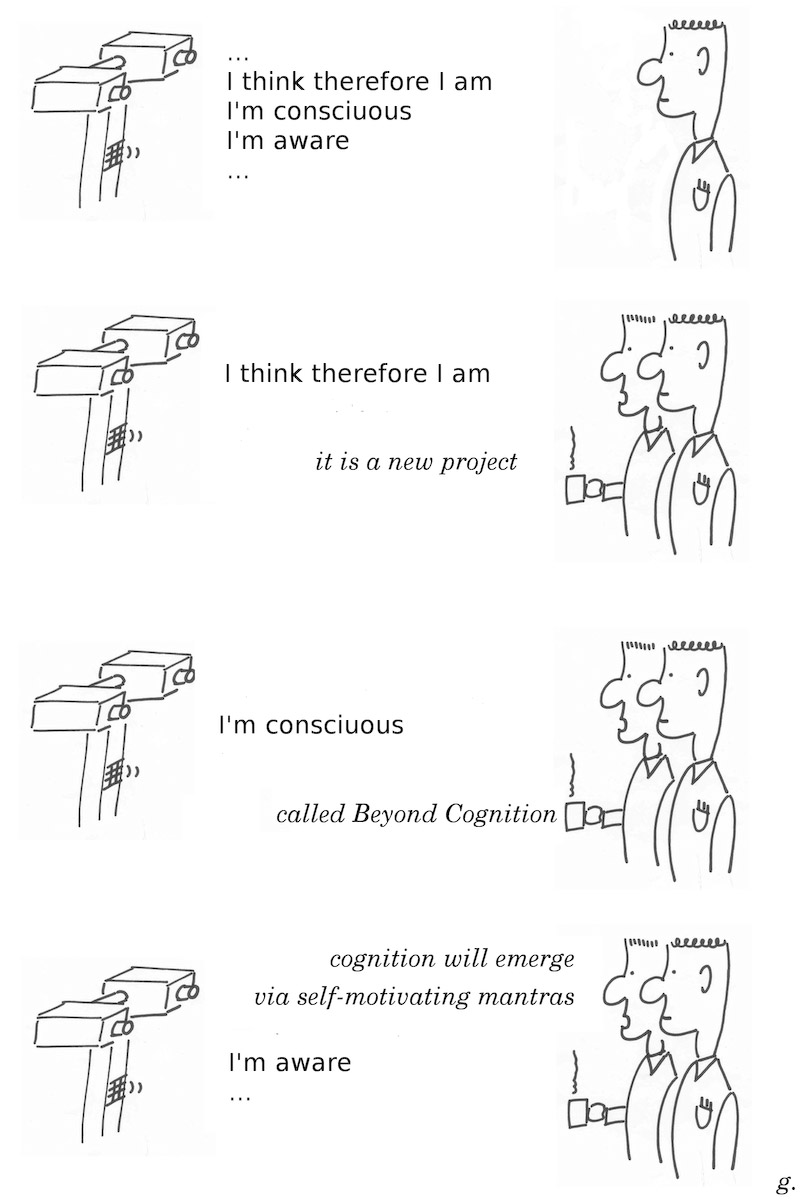 ...
I think therefore I am
I'm consciuous
I'm aware
...
I think therefore I am
it is a new project
I'm consciuous
called Beyond Cognition
cognition will emerge
via self-motivating mantras
I'm aware
...
g.